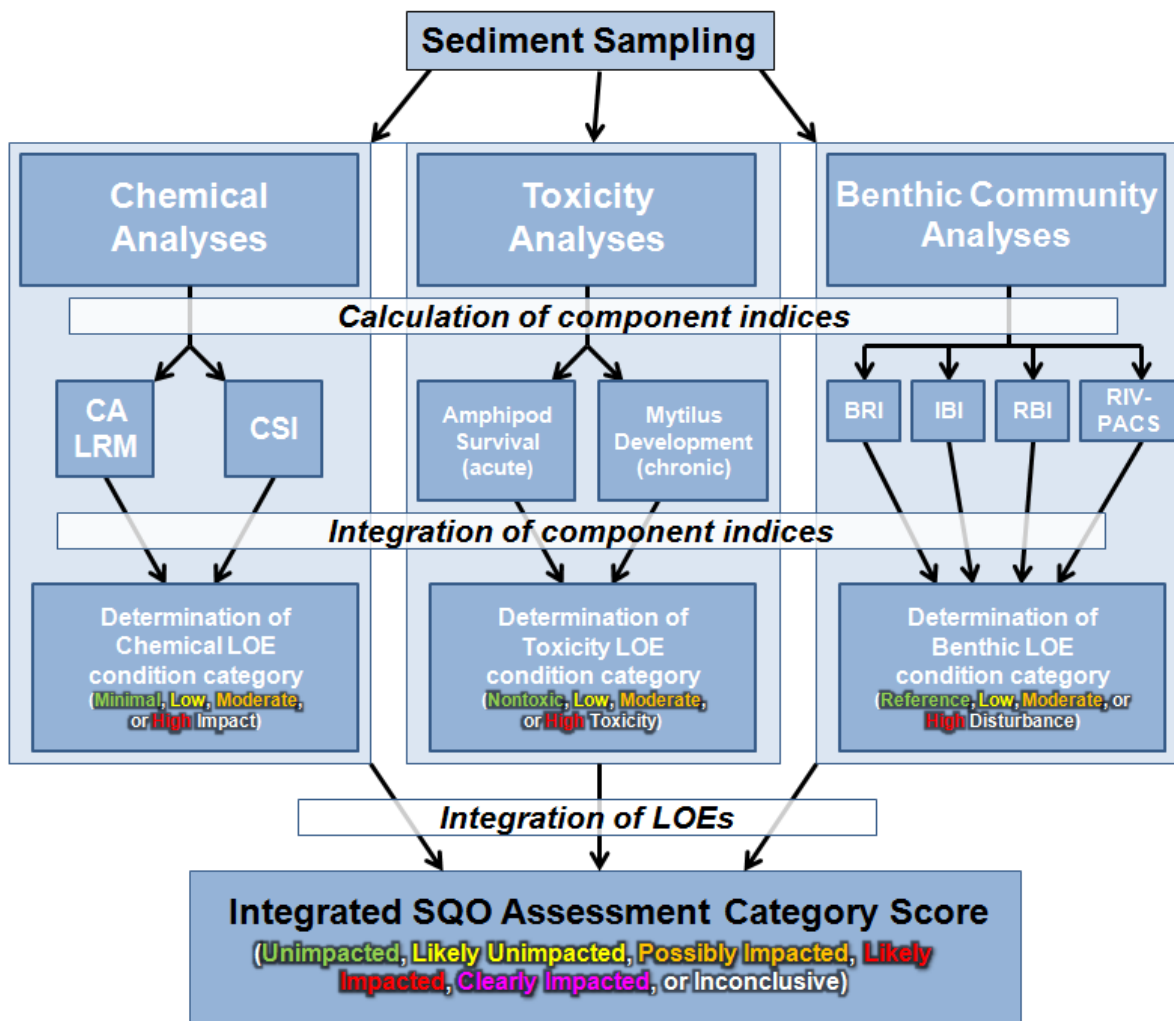 Sediment Sampling
Chemical
Analyses
Toxicity
Analyses
Benthic Community
Analyses
Calculation of component indices
CA
LRM
CSI
Amphipod
Survival
(acute)
Mytilus
Development
(chronic)
BRI
IBI
RBI
RIV-
PACS
Integration of component indices
Determination of
Chemical LOE
condition category
(Minimal, Low, Moderate,
or High Impact)
Determination of
Toxicity LOE
condition category
(Nontoxic, Low, Moderate,
or High Toxicity)
Determination of
Benthic LOE
condition category
(Reference, Low, Moderate, or
High Disturbance)
Integration of LOEs
Integrated SQO Assessment Category Score
(Unimpacted, Likely Unimpacted, Possibly Impacted, Likely
Impacted, Clearly Impacted, or Inconclusive)